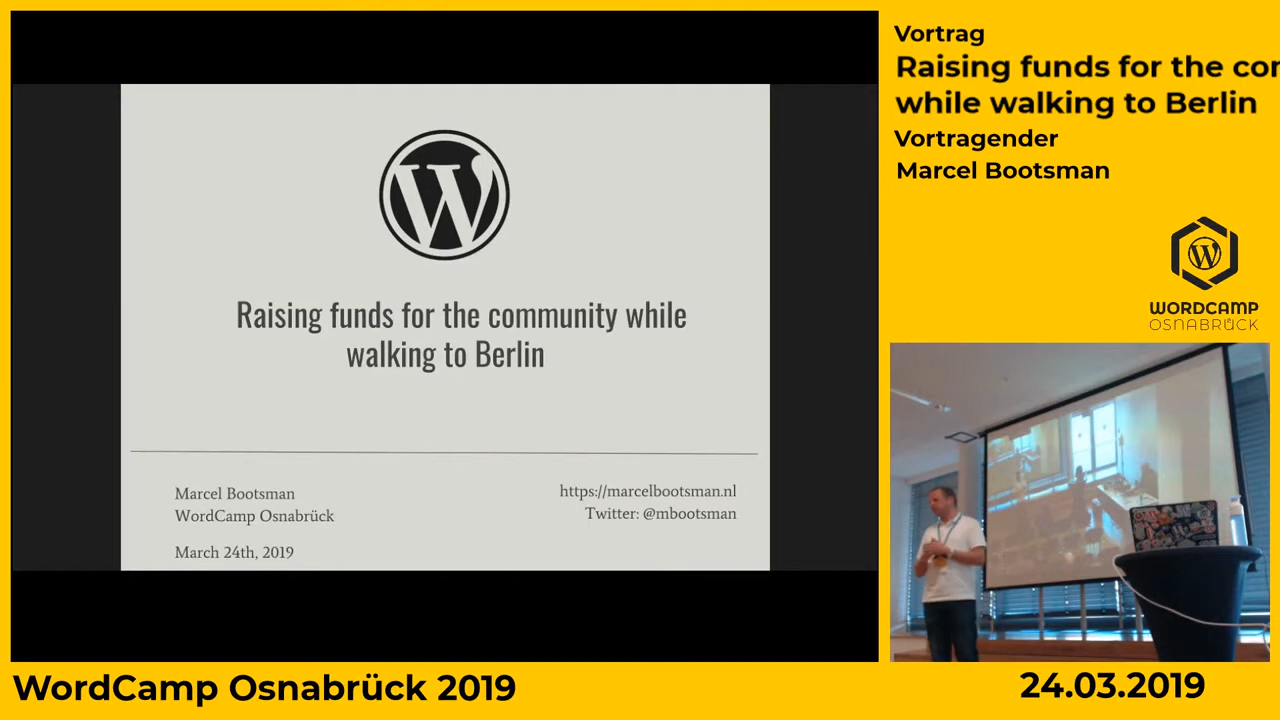 Raising funds for the community while
walking to Berlin
Marcel Bootsman
WordCamp Osnabrück
March 24th, 2019
https://marcelbootsman.nl
Twitter: @mbootsman
Vortrag
Raising funds for the cor
while walking to Berlin
Vortragender
Marcel Bootsman
WORDCAMP
OSNABRÜCK
WordCamp Osnabrück 2019
24.03.2019